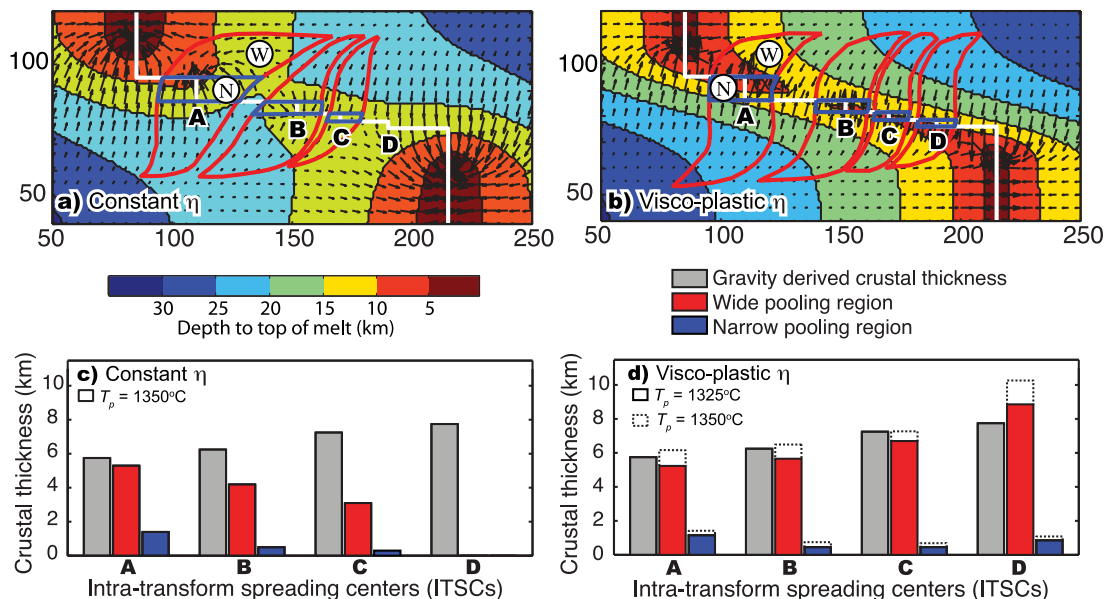 100
50
W
N
A
B
C
D
a) Constant η
50 100 150 200 250
100
50
W
N
A
B
C
D
b) Visco-plastic η
50 100 150 200 250
30 25 20 15 10 5
Depth to top of melt (km)
Gravity derived crustal thickness
Wide pooling region
Narrow pooling region
c) Constant η
Tp = 1350°C
Crustal thickness (km)
10
8
6
4
2
0
A B C D
Intra-transform spreading centers (ITSCs)
d) Visco-plastic η
Tp = 1325°C
Tp = 1350°C
Crustal thickness (km)
10
8
6
4
2
0
A B C D
Intra-transform spreading centers (ITSCs)